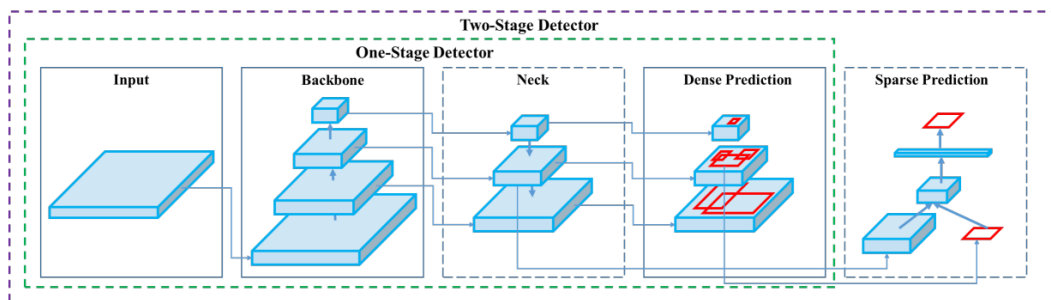 Two-Stage Detector
One-Stage Detector
Input
Backbone
Neck
Dense Prediction
Sparse Prediction